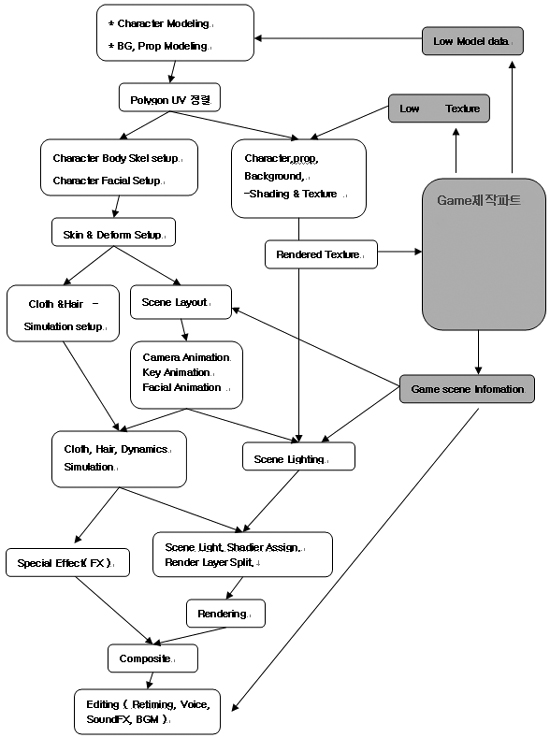 * Character Modeling
* BG, Prop Modeling
Low Model data
Polygon UV 정렬
Low Texture
Character Body Skel setup
Character Facial Setup
Character,prop,
Background,
-Shading & Texture
Game제작파트
Skin & Deform Setup
Rendered Texture
Cloth &Hair -
Simulation setup
Scene Layout
Camera Animation
Key Animation
Facial Animation
Game scene Infomation
Cloth, Hair, Dynamics
Simulation
Scene Lighting
Scene Light, Shadier Assign,
Render Layer Split,
Special Effect( FX )
Rendering
Composite
Editing ( Retiming, Voice,
SoundFX, BGM )